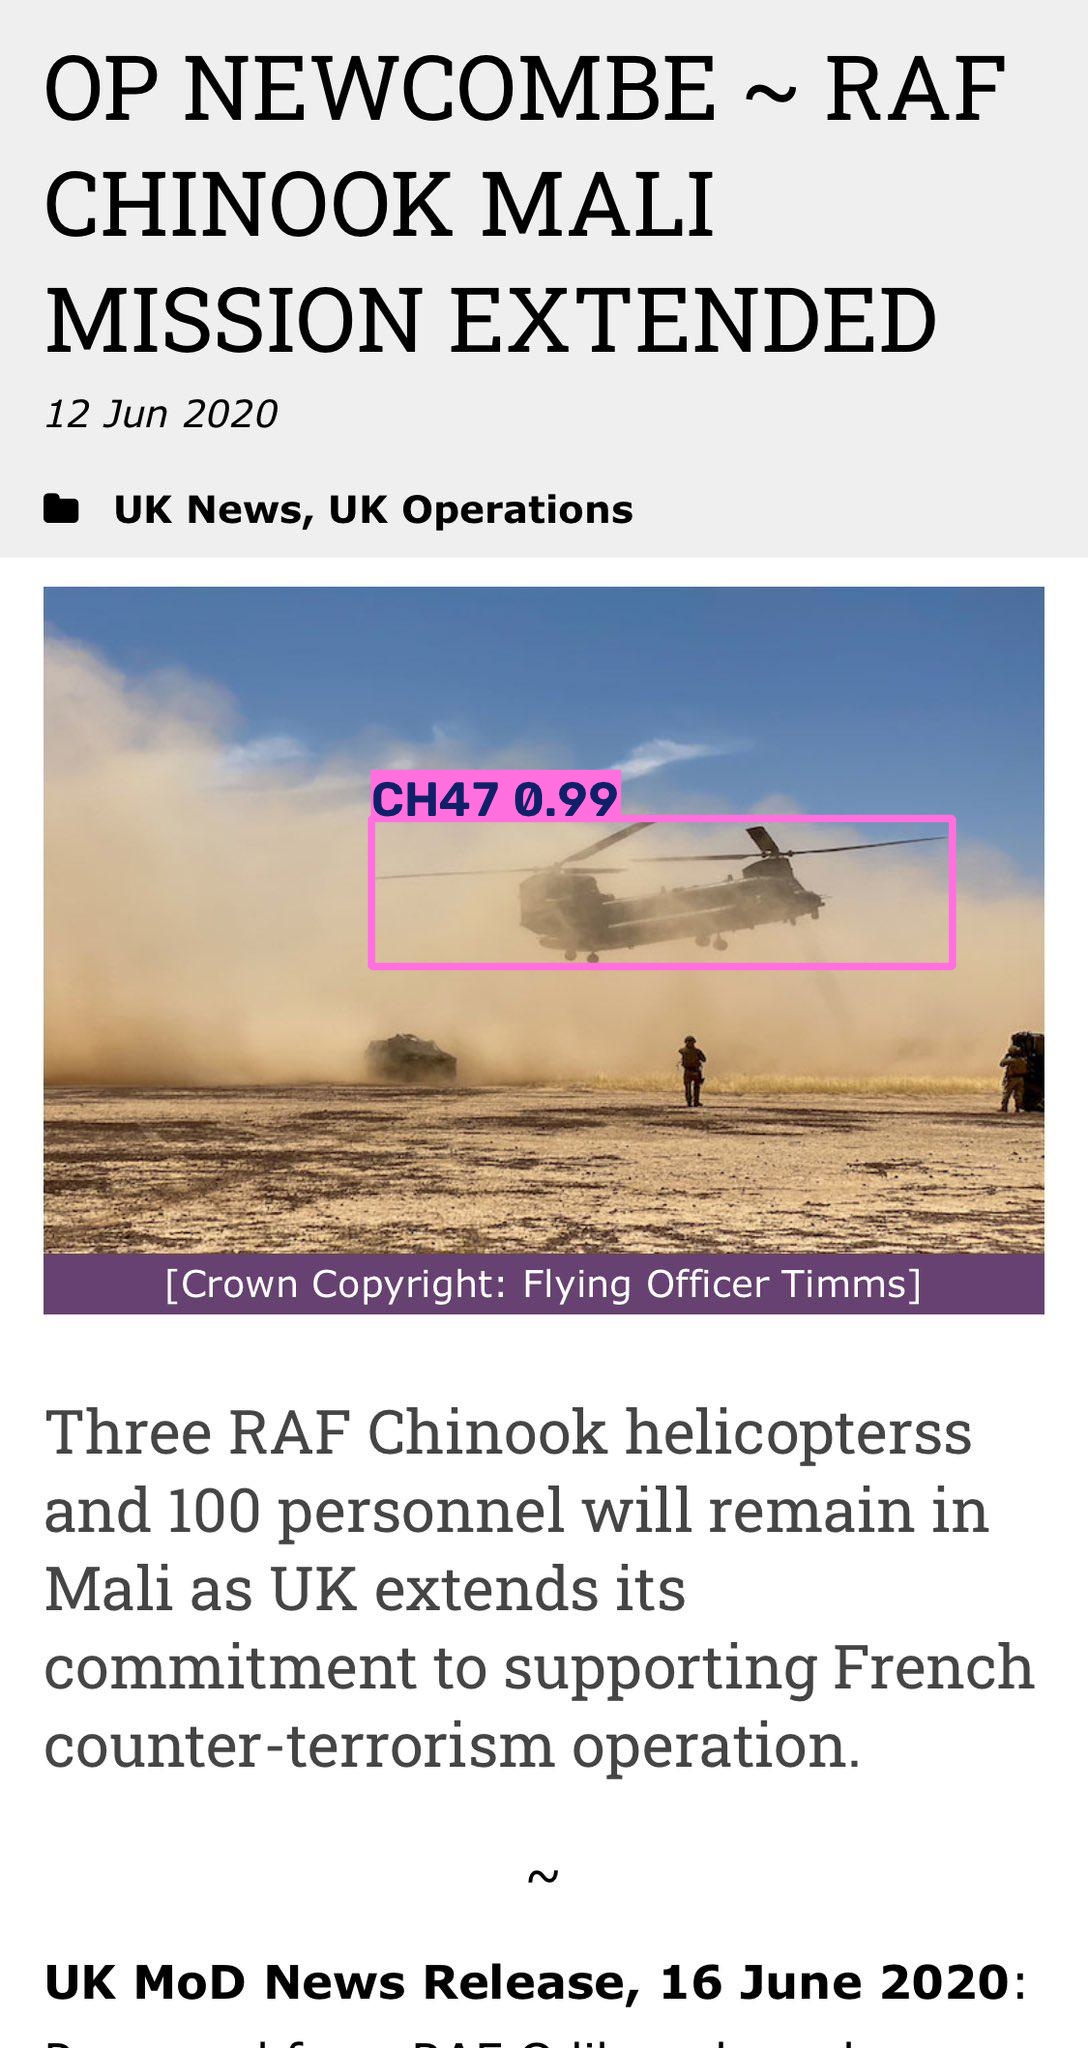 OP NEWCOMBE ~ RAF
CHINOOK MALI
MISSION EXTENDED
12 Jun 2020
UK News, UK Operations
CH47 0.99
[Crown Copyright: Flying Officer Timms]
Three RAF Chinook helicopterss
and 100 personnel will remain in
Mali as UK extends its
commitment to supporting French
counter-terrorism operation.
~
UK MoD News Release, 16 June 2020: